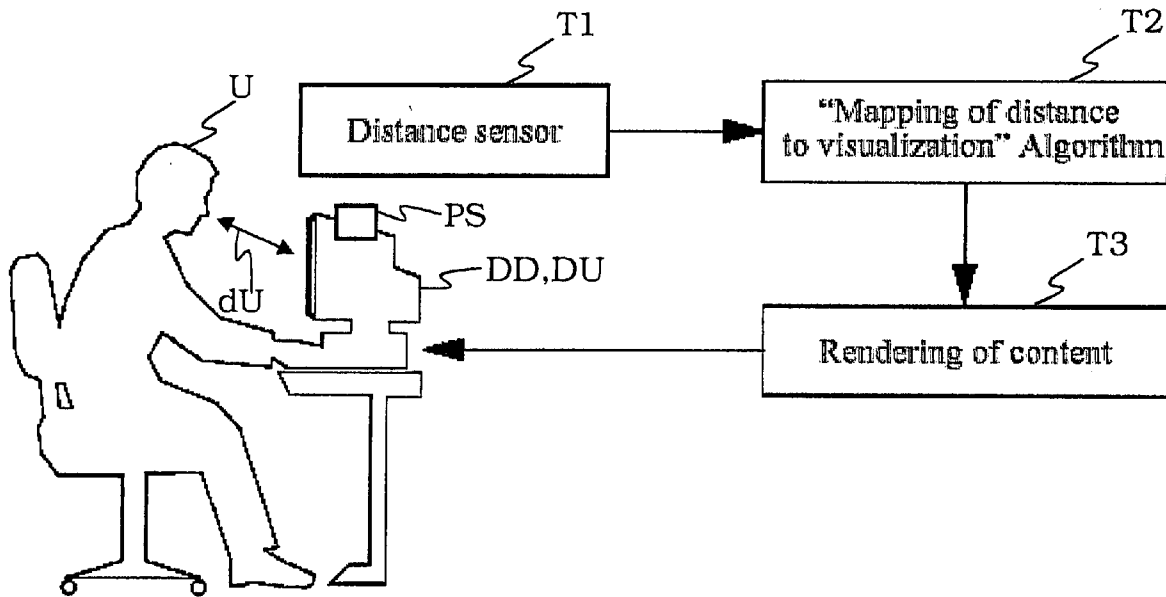 T1
T2
U
Distance sensor
“Mapping of distance
to visualization” Algorithm
PS
DD,DU
dU
T3
Rendering of content